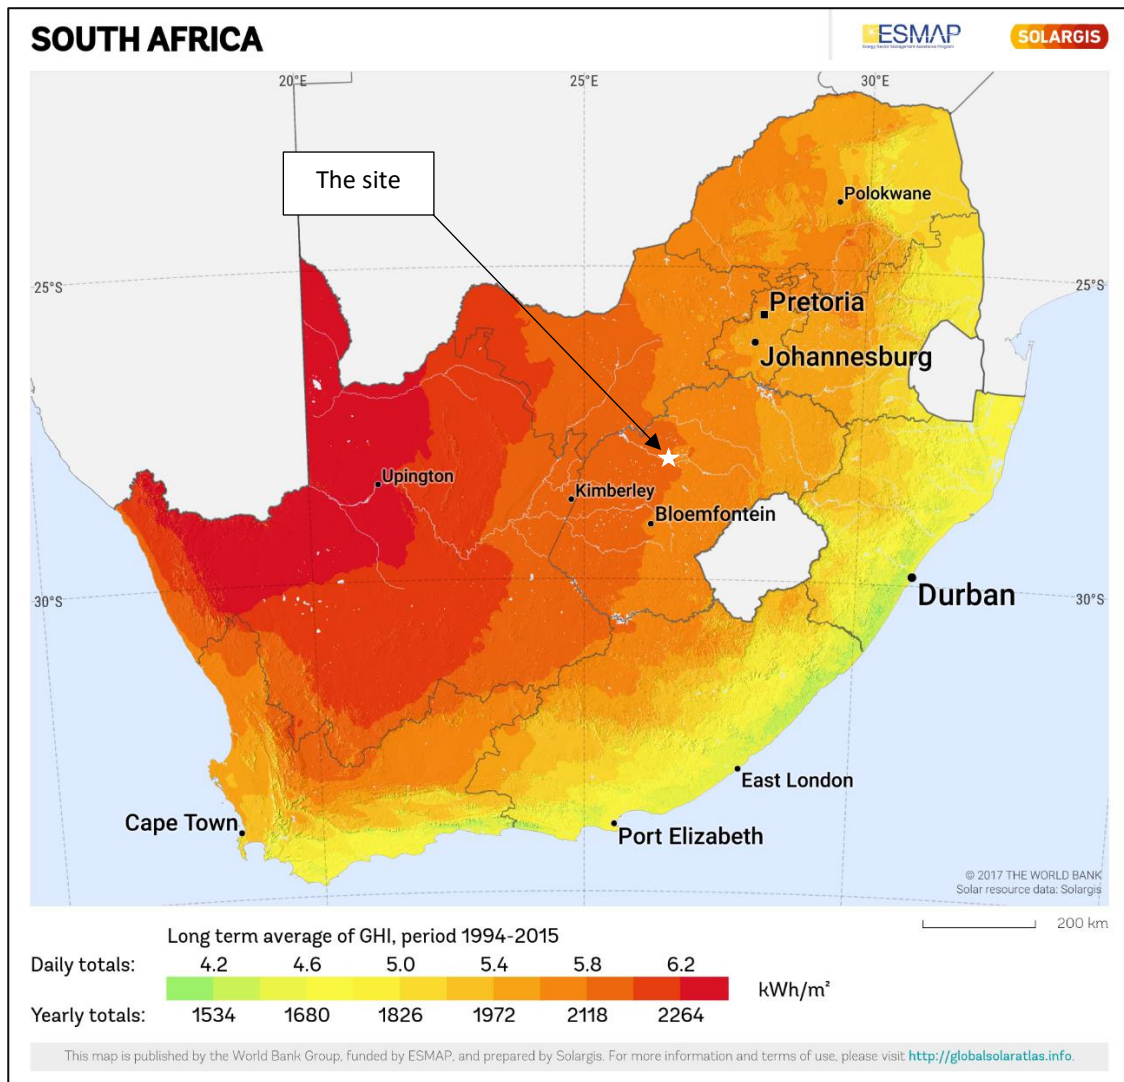 SOUTH AFRICA
ESMAP
Energy Sector Management Assistance Program
SOLARGIS
20°E
25°E
30°E
The site
Polokwane
25°S
25°S
Pretoria
Johannesburg
Upington
Kimberley
Bloemfontein
30°S
Durban
30°S
East London
Cape Town
Port Elizabeth
© 2017 THE WORLD BANK
Solar resource data: Solargis
200 km
Long term average of GHI, period 1994-2015
Daily totals: 4.2 4.6 5.0 5.4 5.8 6.2
kWh/m²
Yearly totals: 1534 1680 1826 1972 2118 2264
This map is published by the World Bank Group, funded by ESMAP, and prepared by Solargis. For more information and terms of use, please visit http://globalsolaratlas.info.